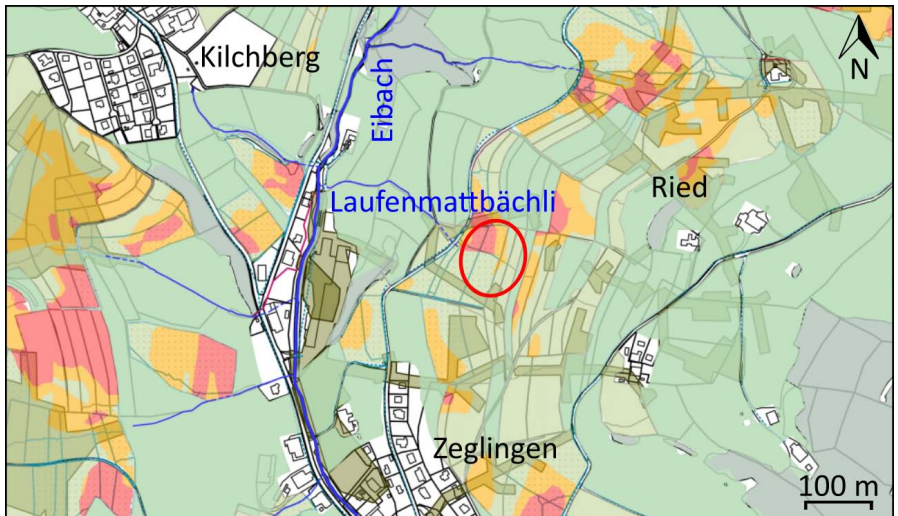 Kilchberg
N
Eibach
Laufenmattbächli
Ried
Zeglingen
100 m